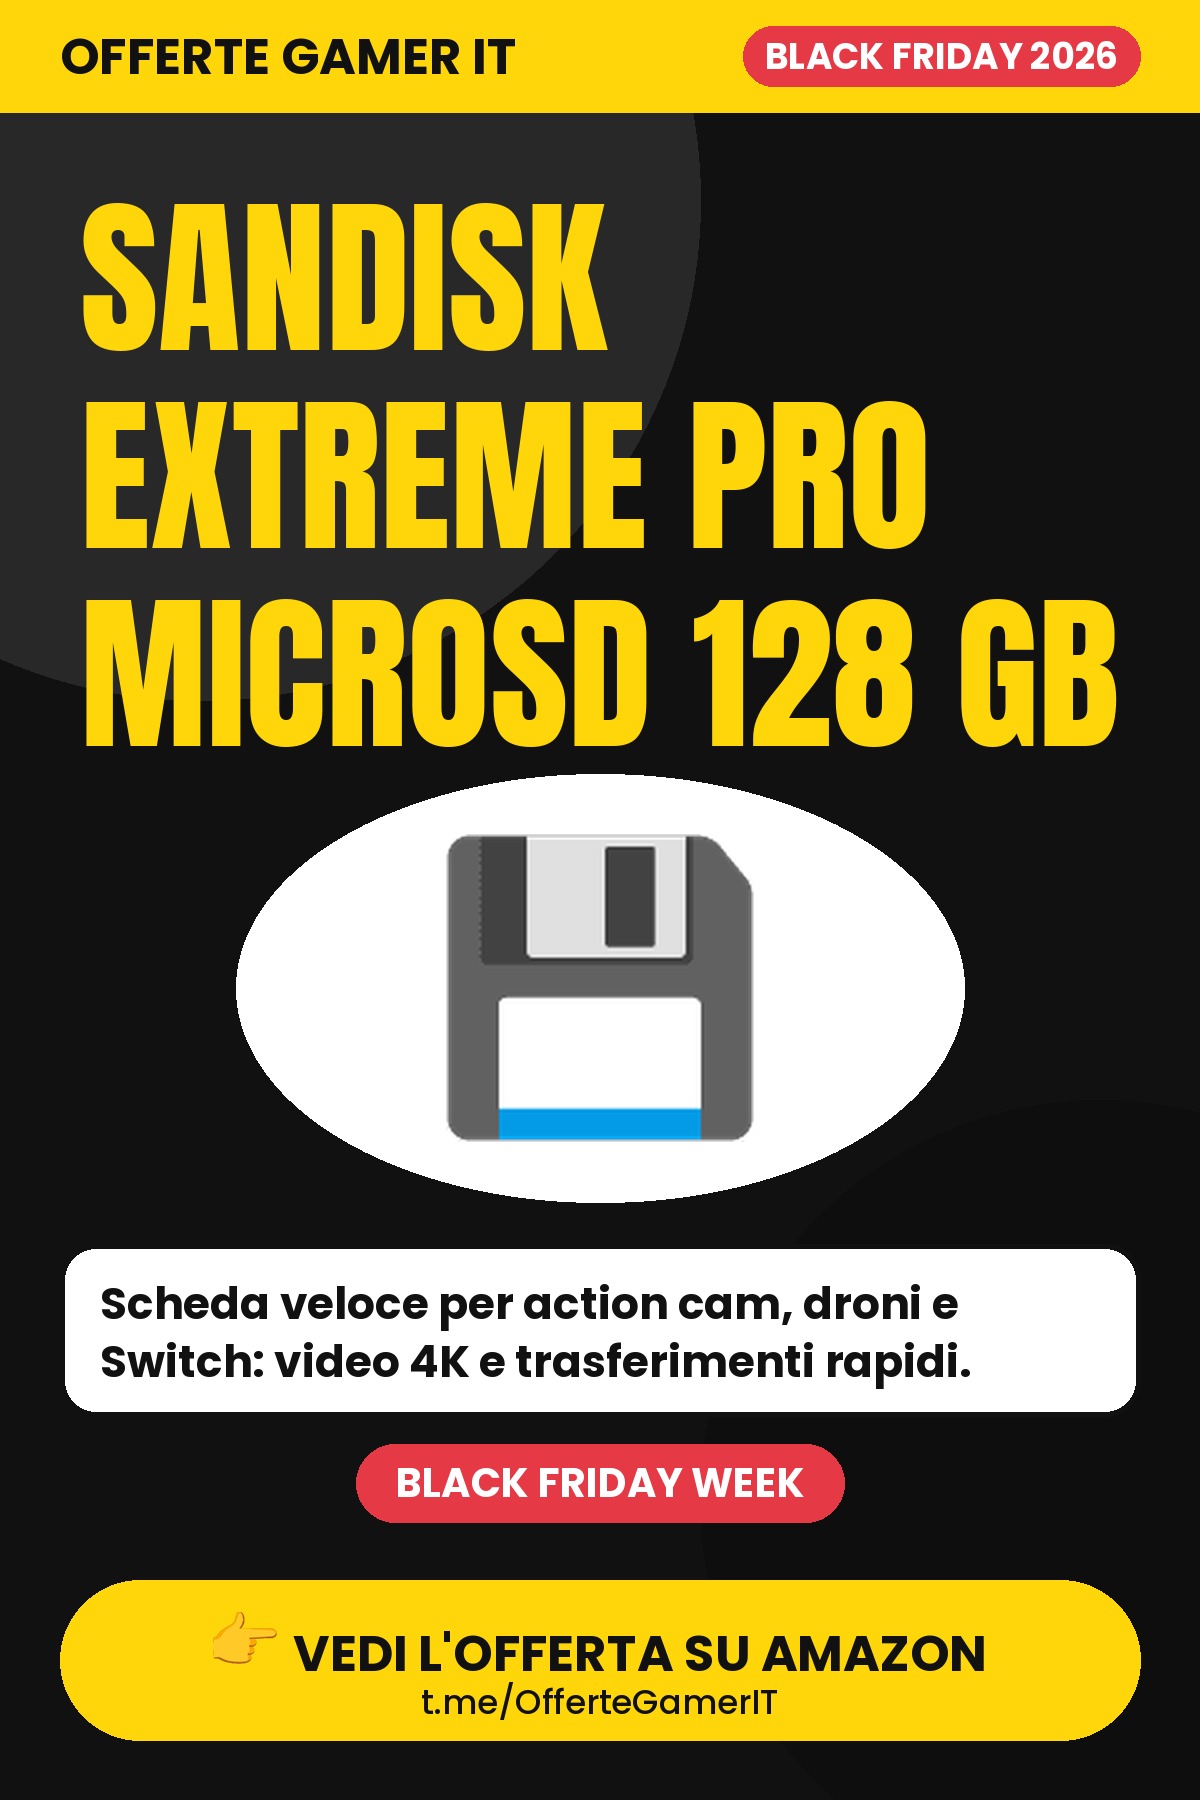 OFFERTE GAMER IT
BLACK FRIDAY 2026
SANDISK
EXTREME PRO
MICROSD 128 GB
Scheda veloce per action cam, droni e
Switch: video 4K e trasferimenti rapidi.
BLACK FRIDAY WEEK
👉 VEDI L'OFFERTA SU AMAZON
t.me/OfferteGamerIT